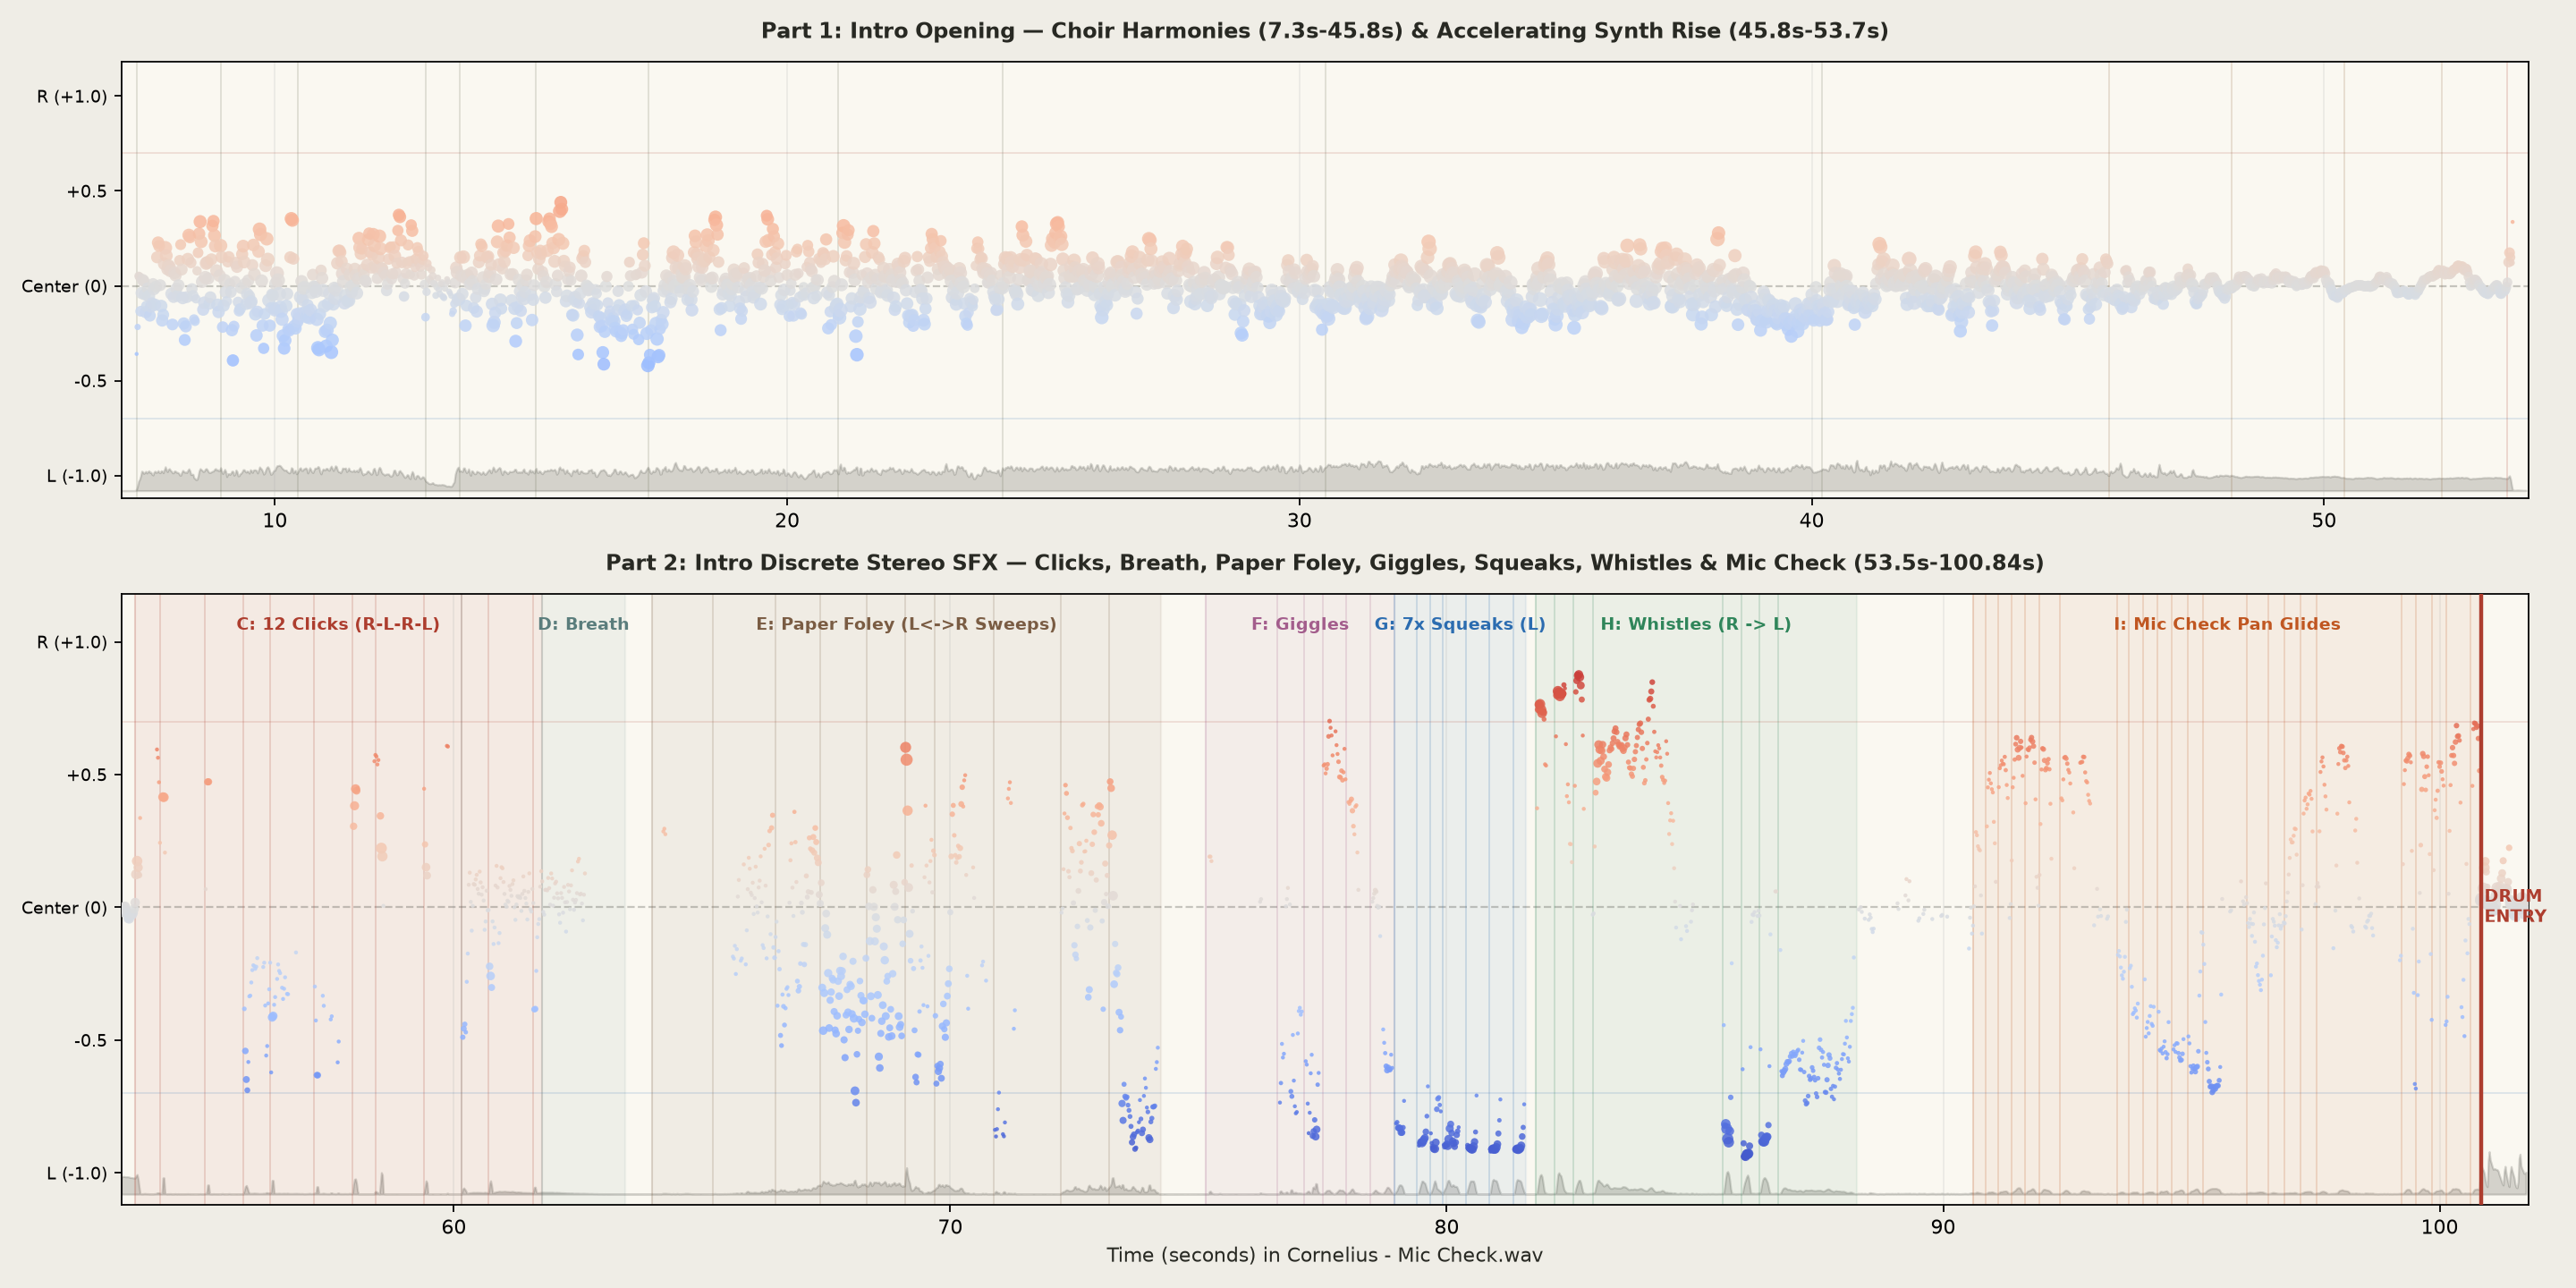 Part 1: Intro Opening — Choir Harmonies (7.3s-45.8s) & Accelerating Synth Rise (45.8s-53.7s)
R (+1.0)
+0.5
Center (0)
-0.5
L (-1.0)
10 20 30 40 50
Part 2: Intro Discrete Stereo SFX — Clicks, Breath, Paper Foley, Giggles, Squeaks, Whistles & Mic Check (53.5s-100.84s)
C: 12 Clicks (R-L-R-L) D: Breath E: Paper Foley (L<->R Sweeps) F: Giggles G: 7x Squeaks (L) H: Whistles (R -> L) I: Mic Check Pan Glides
R (+1.0)
+0.5
Center (0)
DRUM
ENTRY
-0.5
L (-1.0)
60 70 80 90 100
Time (seconds) in Cornelius - Mic Check.wav